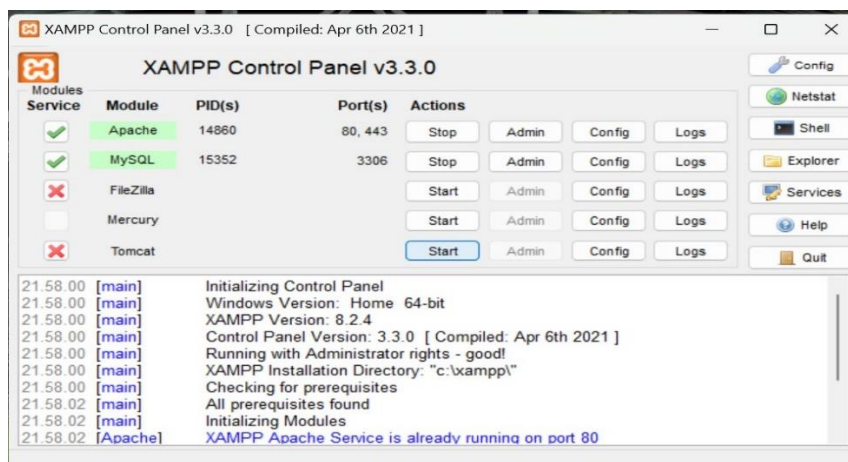 XAMPP Control Panel v3.3.0 [ Compiled: Apr 6th 2021 ]
XAMPP Control Panel v3.3.0
Config
Modules
Service Module PID(s) Port(s) Actions
Netstat
Apache 14860 80, 443 Stop Admin Config Logs
Shell
MySQL 15352 3306 Stop Admin Config Logs
Explorer
FileZilla Start Admin Config Logs
Services
Mercury Start Admin Config Logs
Help
Tomcat Start Admin Config Logs
Quit
21.58.00 [main] Initializing Control Panel
21.58.00 [main] Windows Version: Home 64-bit
21.58.00 [main] XAMPP Version: 8.2.4
21.58.00 [main] Control Panel Version: 3.3.0 [ Compiled: Apr 6th 2021 ]
21.58.00 [main] Running with Administrator rights - good!
21.58.00 [main] XAMPP Installation Directory: "c:\xampp\"
21.58.00 [main] Checking for prerequisites
21.58.02 [main] All prerequisites found
21.58.02 [main] Initializing Modules
21.58.02 [Apache] XAMPP Apache Service is already running on port 80